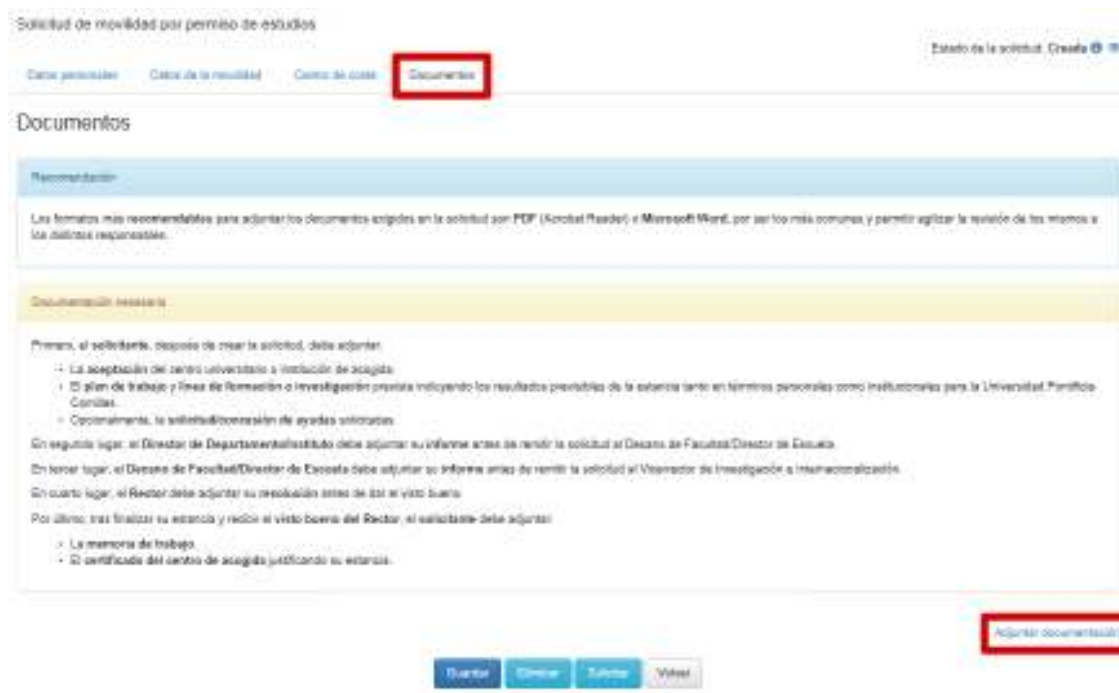 Solicitud de movilidad por permiso de estudios
Estado de la solicitud: Creada
Datos personales Datos de la movilidad Centro de coste Documentos
Documentos
Recomendación
Los formatos más recomendables para adjuntar los documentos exigidos en la solicitud son PDF (Acrobat Reader) o Microsoft Word, por ser los más comunes y permitir agilizar la revisión de los mismos a
los distintos responsables.
Documentación necesaria
Primero, el solicitante, después de crear la solicitud, debe adjuntar:
La aceptación del centro universitario o institución de acogida.
El plan de trabajo y línea de formación o investigación prevista incluyendo los resultados previsibles de la estancia tanto en términos personales como institucionales para la Universidad Pontificia
Comillas.
Opcionalmente, la solicitud/concesión de ayudas solicitadas.
En segundo lugar, el Director de Departamento/Instituto debe adjuntar su informe antes de remitir la solicitud al Decano de Facultad/Director de Escuela.
En tercer lugar, el Decano de Facultad/Director de Escuela debe adjuntar su informe antes de remitir la solicitud al Vicerrector de Investigación e Internacionalización.
En cuarto lugar, el Rector debe adjuntar su resolución antes de dar el visto bueno.
Por último, tras finalizar su estancia y recibir el visto bueno del Rector, el solicitante debe adjuntar:
La memoria de trabajo.
El certificado del centro de acogida justificando su estancia.
Adjuntar documentación
Guardar Eliminar Solicitar Volver